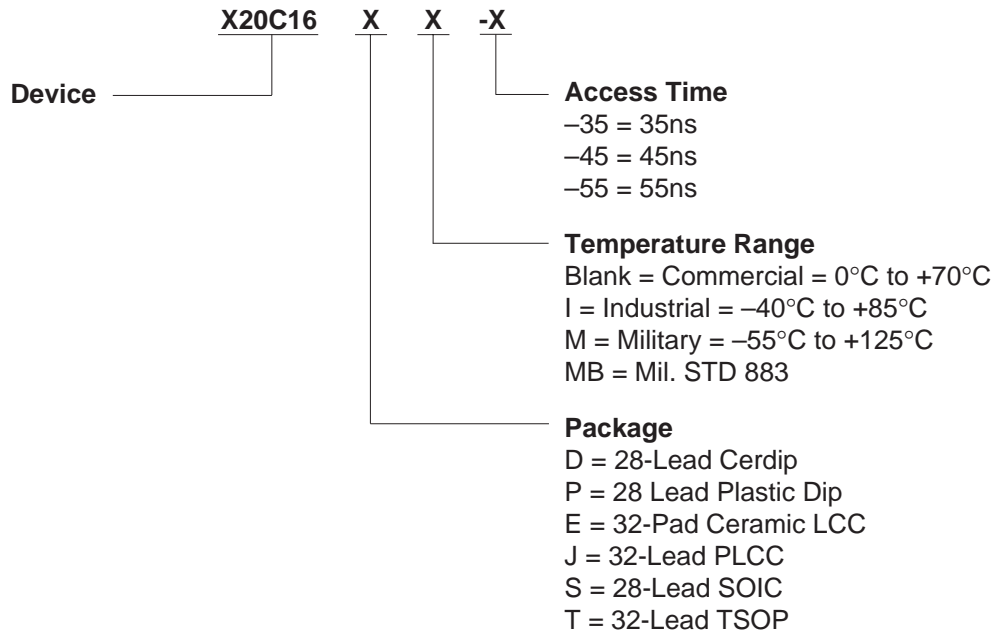 X20C16 X X -X
Device
Access Time
–35 = 35ns
–45 = 45ns
–55 = 55ns
Temperature Range
Blank = Commercial = 0°C to +70°C
I = Industrial = –40°C to +85°C
M = Military = –55°C to +125°C
MB = Mil. STD 883
Package
D = 28-Lead Cerdip
P = 28 Lead Plastic Dip
E = 32-Pad Ceramic LCC
J = 32-Lead PLCC
S = 28-Lead SOIC
T = 32-Lead TSOP